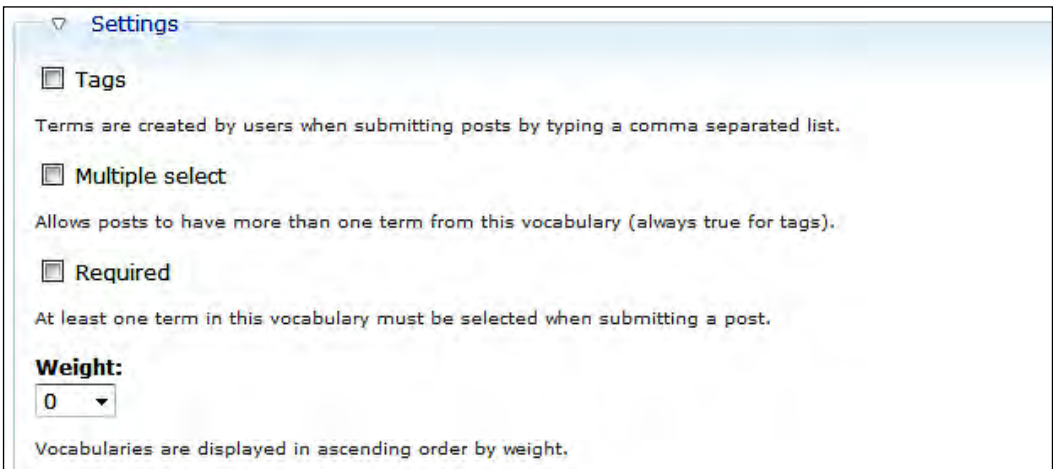 Settings
Tags
Terms are created by users when submitting posts by typing a comma separated list.
Multiple select
Allows posts to have more than one term from this vocabulary (always true for tags).
Required
At least one term in this vocabulary must be selected when submitting a post.
Weight:
0
Vocabularies are displayed in ascending order by weight.